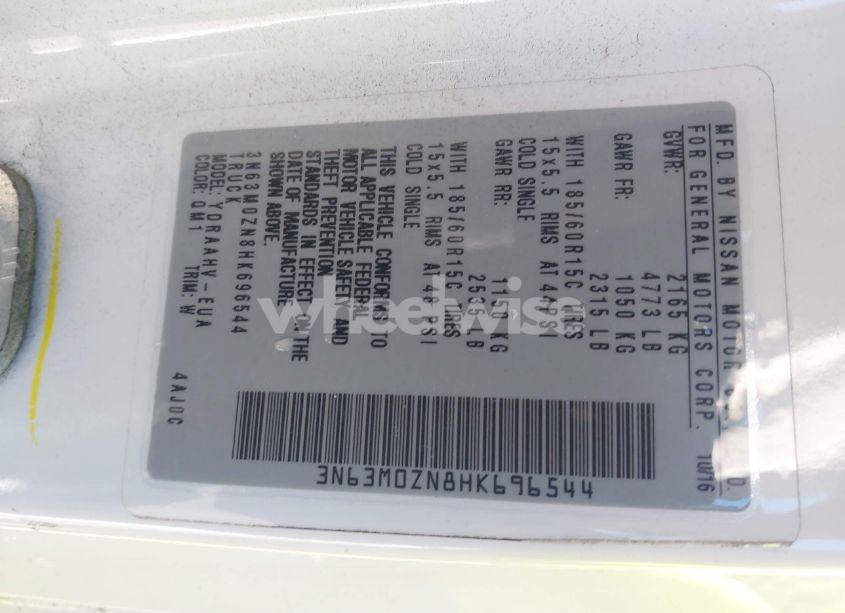 MFD. BY NISSAN MOTOR CO., LTD.
FOR GENERAL MOTORS CORP. 10/16
GVWR: 2165 KG
4773 LB
GAWR FR: 1050 KG
2315 LB
WITH 185/60R15C TIRES
15x5.5 RIMS AT 44 PSI
COLD SINGLE
GAWR RR: 1150 KG
2535 LB
WITH 185/60R15C TIRES
15x5.5 RIMS AT 48 PSI
COLD SINGLE
THIS VEHICLE CONFORMS TO
ALL APPLICABLE FEDERAL
MOTOR VEHICLE SAFETY AND
THEFT PREVENTION
STANDARDS IN EFFECT ON THE
DATE OF MANUFACTURE
SHOWN ABOVE.
3N63M0ZN8HK696544
TRUCK
MODEL: YDRAAHV-EUA
COLOR: QM1 TRIM: W
4AJ0C
3N63M0ZN8HK696544
wheelwiss